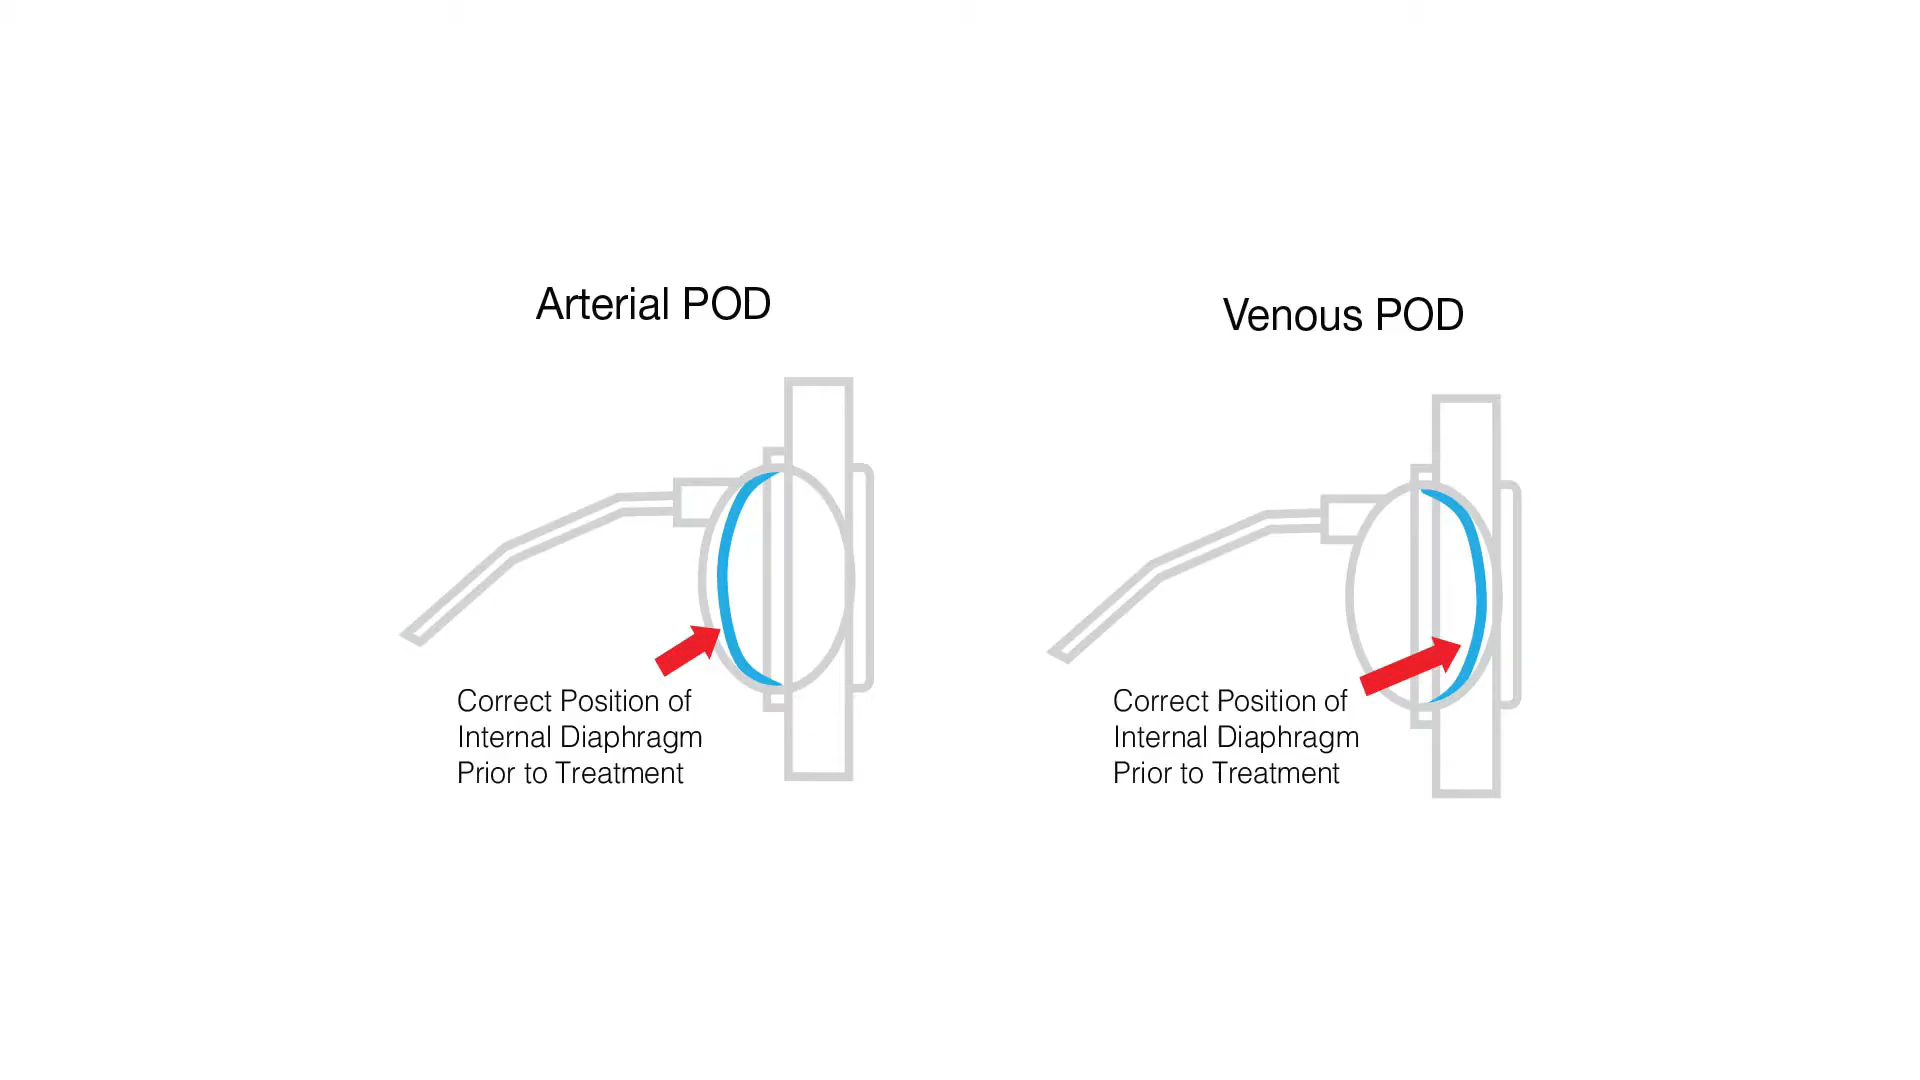 Arterial POD
Correct Position of
Internal Diaphragm
Prior to Treatment
Venous POD
Correct Position of
Internal Diaphragm
Prior to Treatment